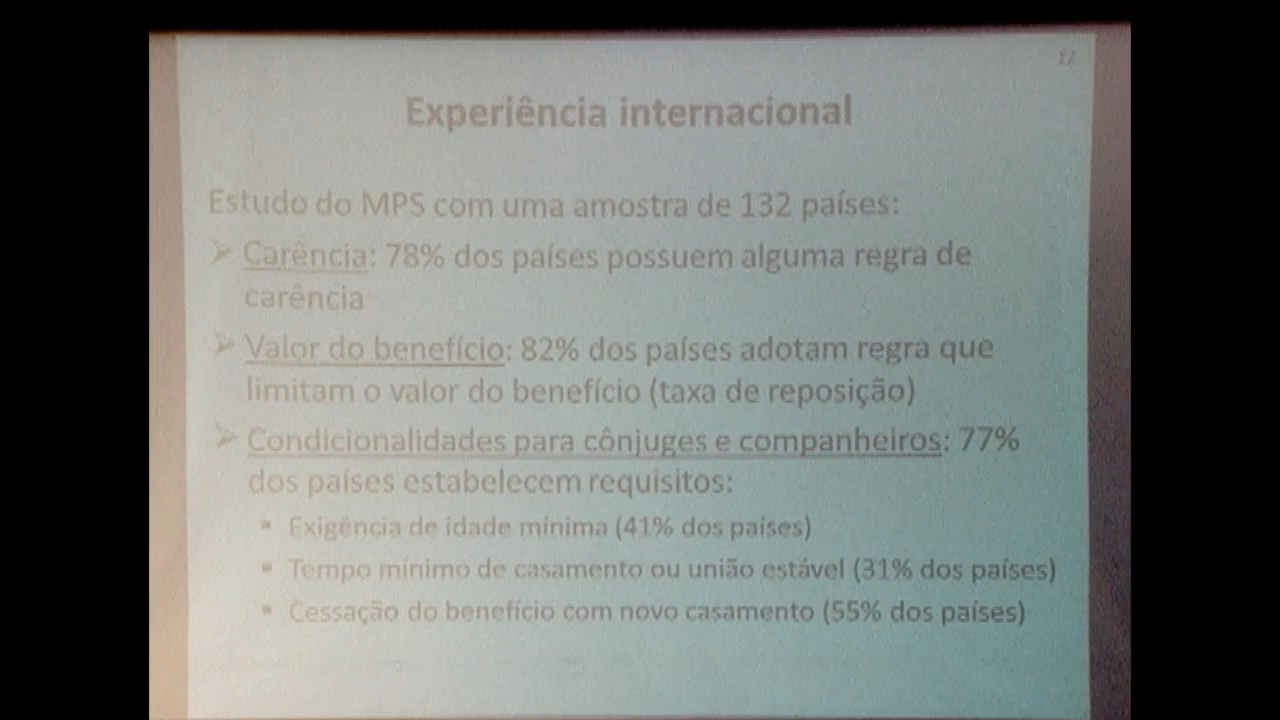 12
Experiência internacional
Estudo do MPS com uma amostra de 132 países:
➢ Carência: 78% dos países possuem alguma regra de
carência
➢ Valor do benefício: 82% dos países adotam regra que
limitam o valor do benefício (taxa de reposição)
➢ Condicionalidades para cônjuges e companheiros: 77%
dos países estabelecem requisitos:
▪ Exigência de idade mínima (41% dos países)
▪ Tempo mínimo de casamento ou união estável (31% dos países)
▪ Cessação do benefício com novo casamento (55% dos países)